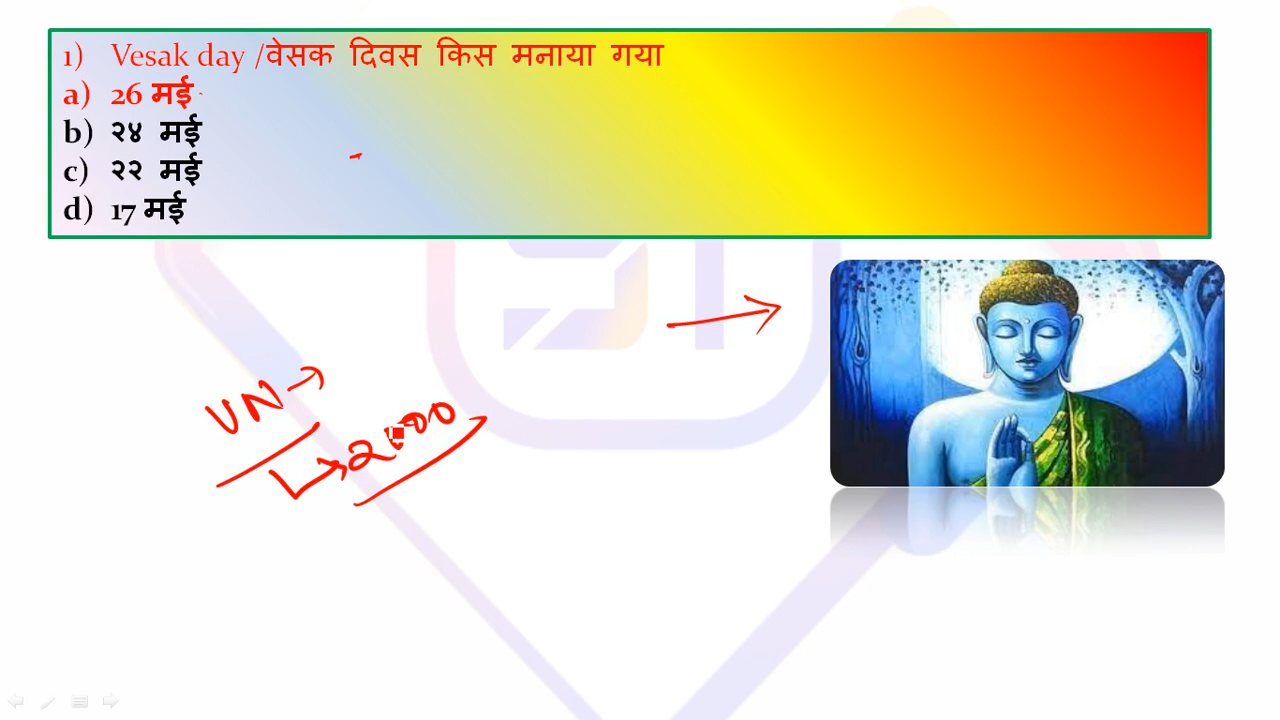 1) Vesak day /वेसक दिवस किस मनाया गया
a) 26 मई
b) २४ मई
c) २२ मई
d) 17 मई
UN →
↳ 2000